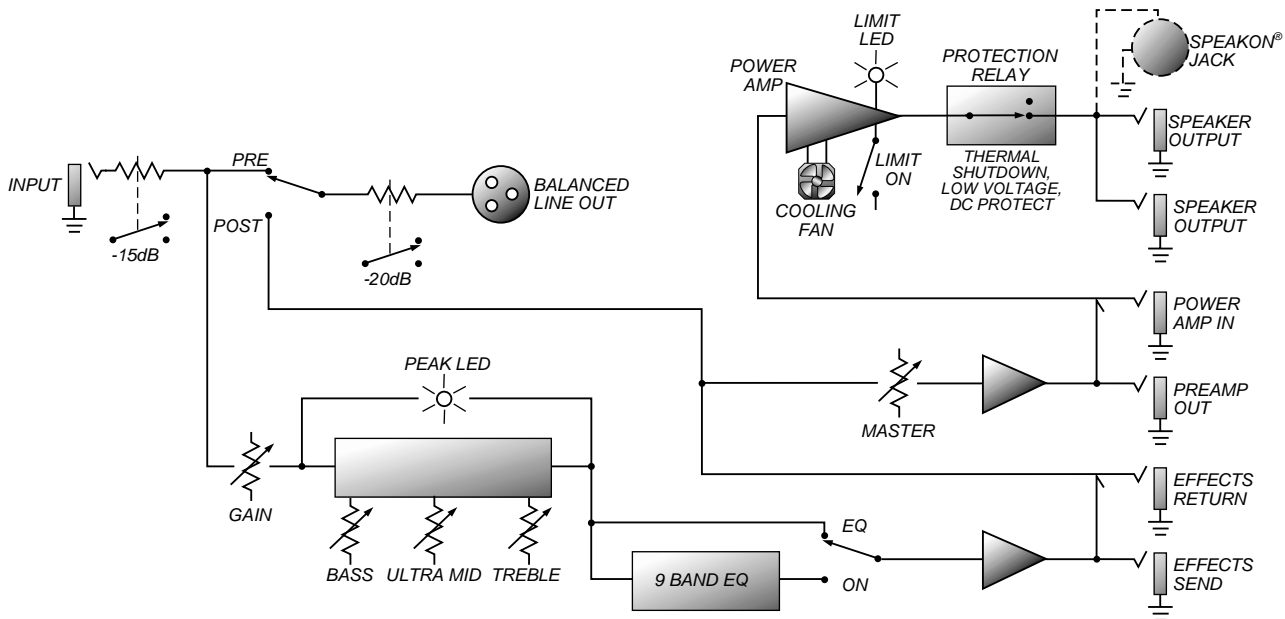 INPUT
-15dB
PRE
POST
-20dB
BALANCED
LINE OUT
POWER
AMP
LIMIT
LED
COOLING
FAN
LIMIT
ON
PROTECTION
RELAY
THERMAL
SHUTDOWN,
LOW VOLTAGE,
DC PROTECT
SPEAKON®
JACK
SPEAKER
OUTPUT
SPEAKER
OUTPUT
POWER
AMP IN
PREAMP
OUT
MASTER
EFFECTS
RETURN
EFFECTS
SEND
PEAK LED
GAIN
BASS
ULTRA MID
TREBLE
9 BAND EQ
EQ
ON